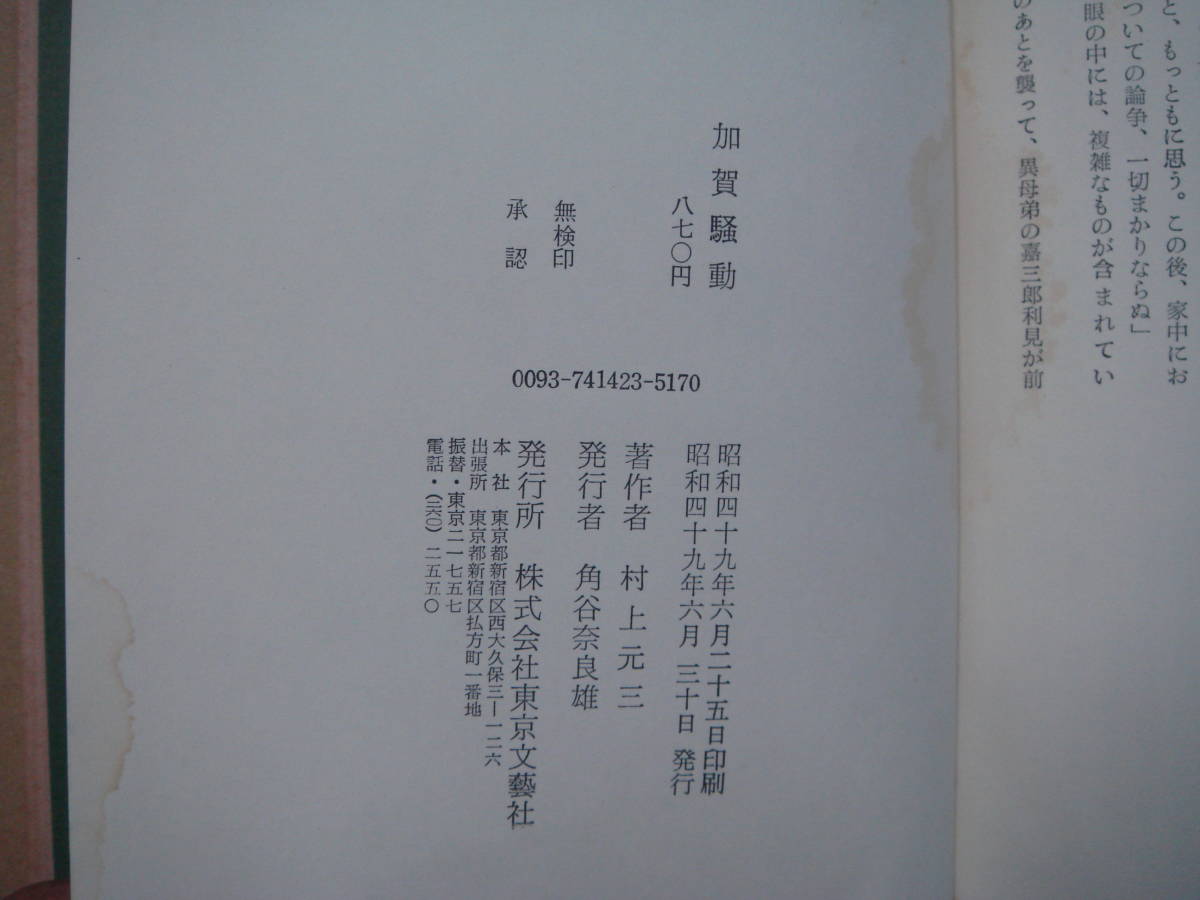 と、もっともに思う。この後、家中にお
ついての論争、一切まかりならぬ」
眼の中には、複雑なものが含まれてい
のあとを襲って、異母弟の嘉三郎利見が前
加賀騒動
八七〇円
無検印
承認
0093-741423-5170
昭和四十九年六月二十五日印刷
昭和四十九年六月三十日発行
著作者 村上元三
発行者 角谷奈良雄
発行所 株式会社東京文藝社
本社 東京都新宿区西大久保三ー一二六
出張所 東京都新宿区払方町一番地
振替・東京二一七五七
電話・(三六〇)二五五〇